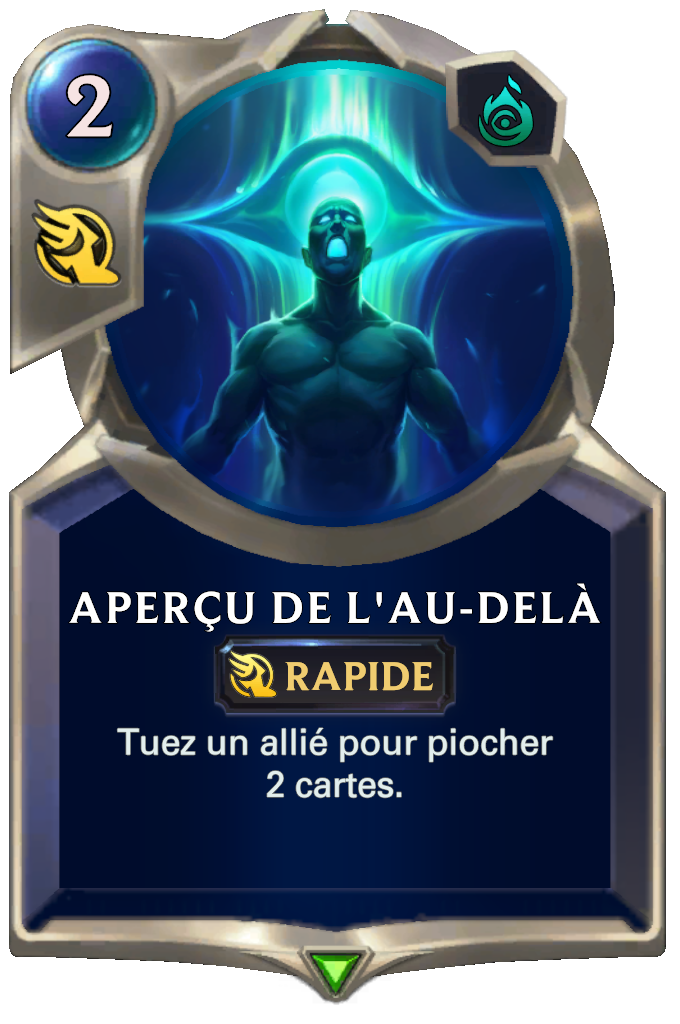 2
APERÇU DE L'AU-DELÀ
RAPIDE
Tuez un allié pour piocher
2 cartes.